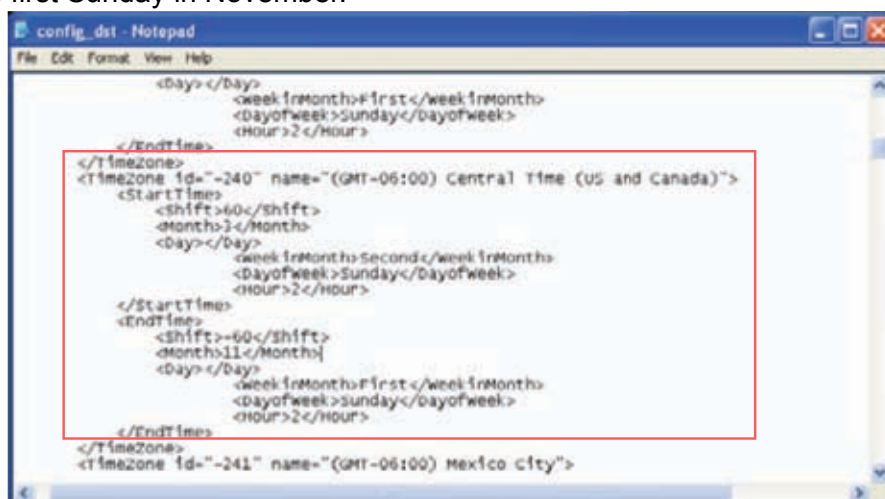 first Sunday in November.
config_dst - Notepad
File Edit Format View Help
<Day></Day>
<WeekinMonth>First</WeekinMonth>
<DayofWeek>Sunday</DayofWeek>
<Hour>2</Hour>
</EndTime>
</TimeZone>
<TimeZone id="-240" name="(GMT-06:00) Central Time (US and Canada)">
<StartTime>
<Shift>60</Shift>
<Month>3</Month>
<Day></Day>
<WeekinMonth>Second</WeekinMonth>
<DayofWeek>Sunday</DayofWeek>
<Hour>2</Hour>
</StartTime>
<EndTime>
<Shift>-60</Shift>
<Month>11</Month>
<Day></Day>
<WeekinMonth>First</WeekinMonth>
<DayofWeek>Sunday</DayofWeek>
<Hour>2</Hour>
</EndTime>
</TimeZone>
<TimeZone id="-241" name="(GMT-06:00) Mexico City">